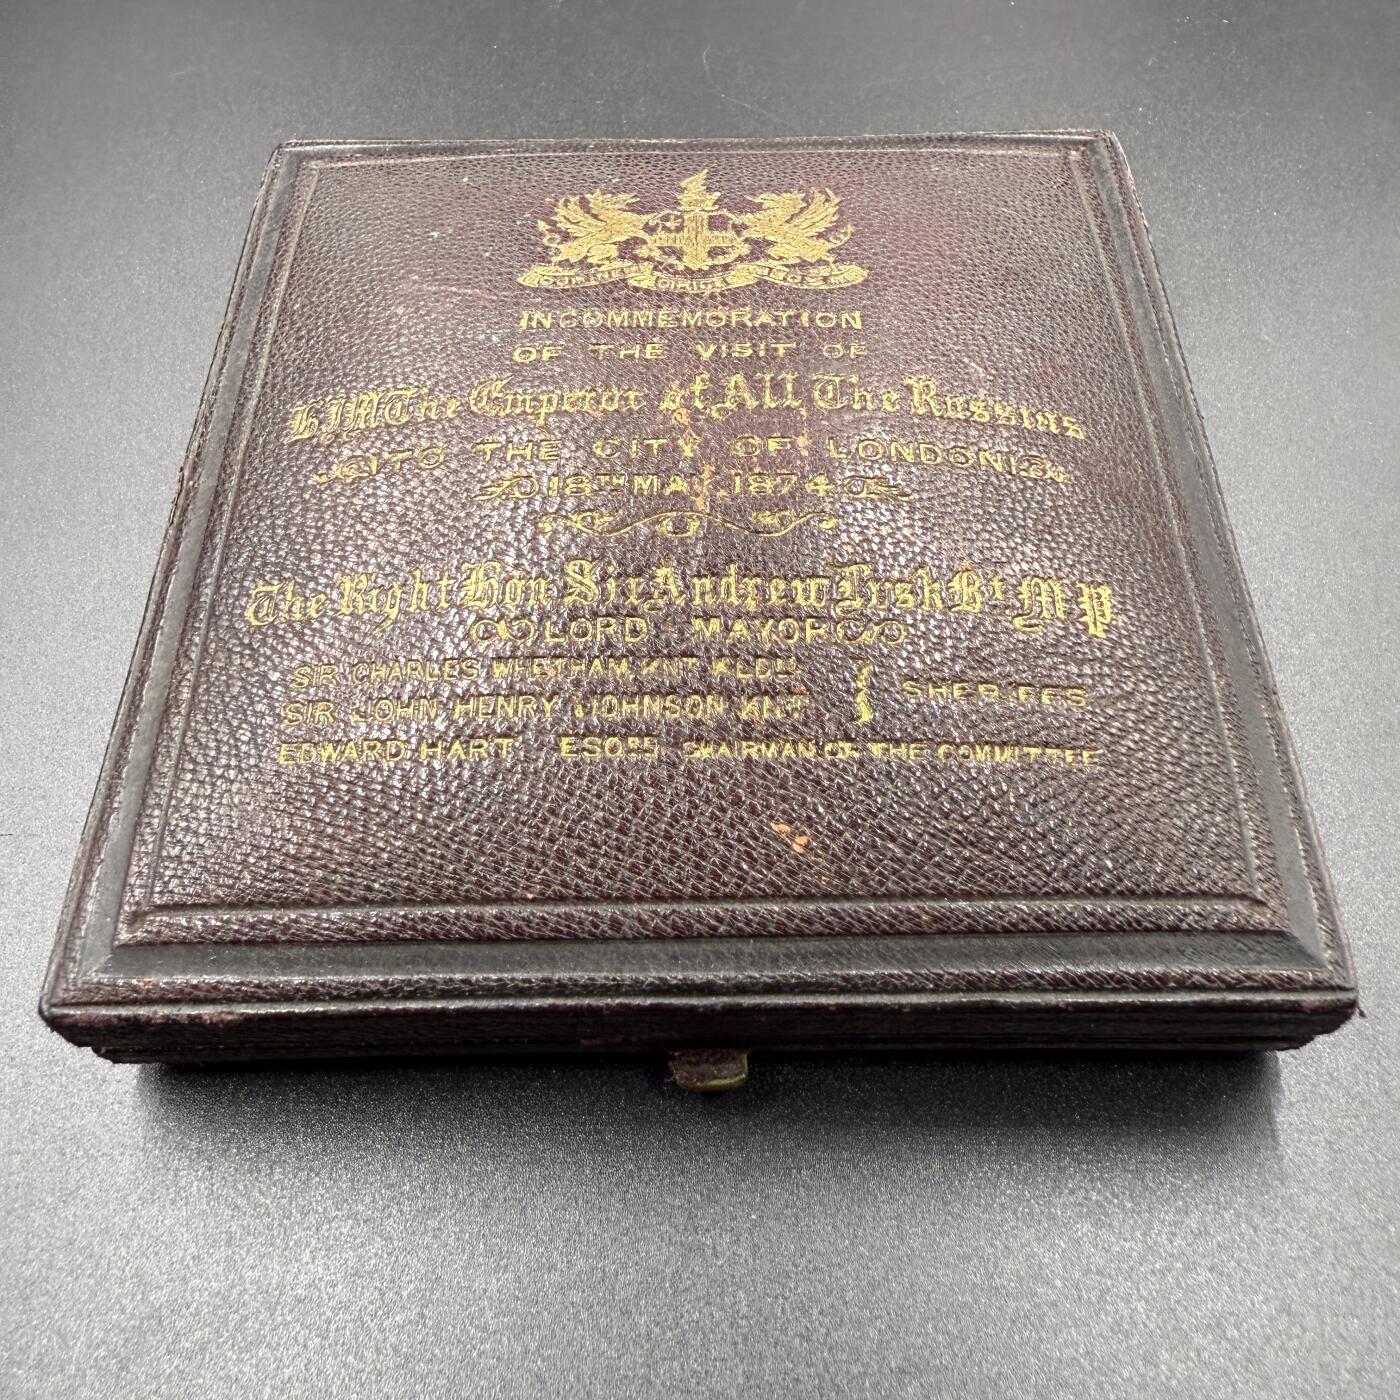 DOMINE DIRIGE NOS
IN COMMEMORATION
OF THE VISIT OF
HIM The Emperor of All The Russias
TO THE CITY OF LONDON
18TH MAY 1874
The Right Hon Sir Andrew Lusk Bt MP
LORD MAYOR
SIR CHARLES WHETHAM KNT ALDN
SIR JOHN HENRY JOHNSON KNT
SHERIFFS
EDWARD HART ESQRE CHAIRMAN OF THE COMMITTEE